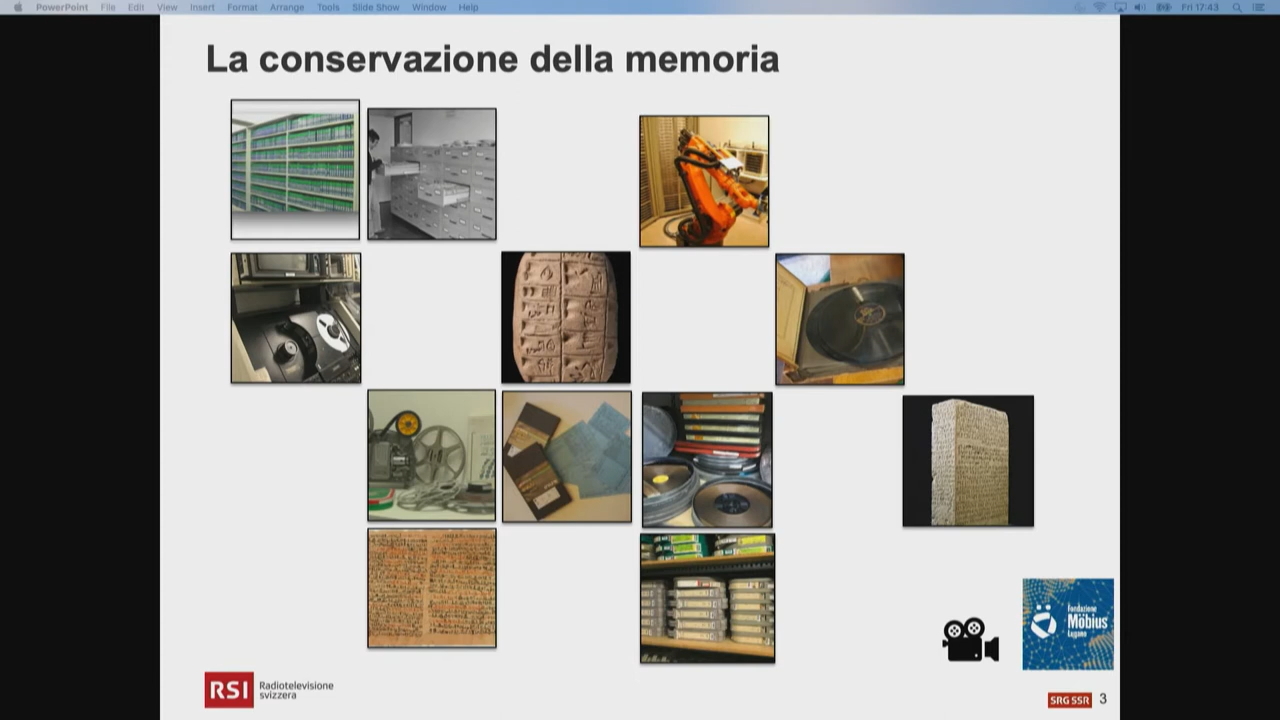 PowerPoint File Edit View Insert Format Arrange Tools Slide Show Window Help Fri 17:43
La conservazione della memoria
Fondazione
Möbius
Lugano
RSI Radiotelevisione
svizzera
SRG SSR 3